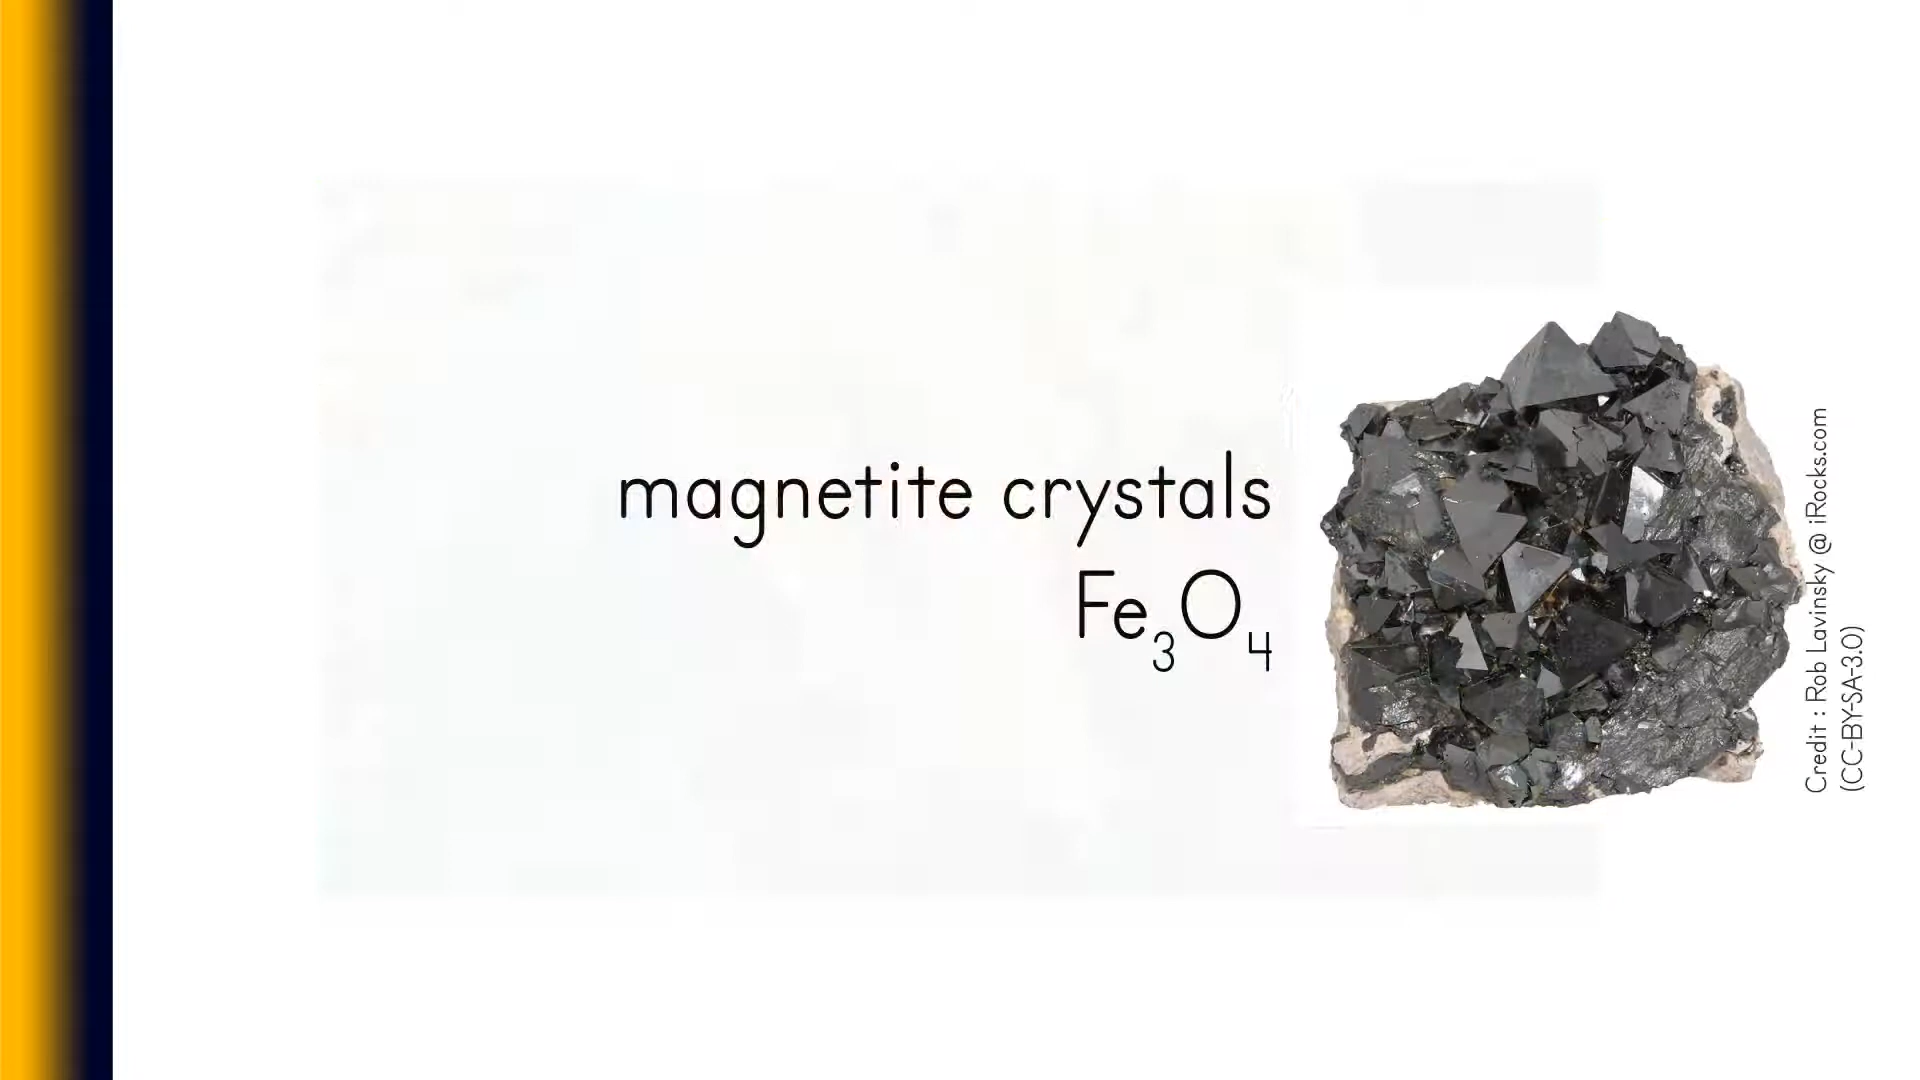 magnetite crystals
Fe₃O₄
Credit : Rob Lavinsky @ iRocks.com
(CC-BY-SA-3.0)